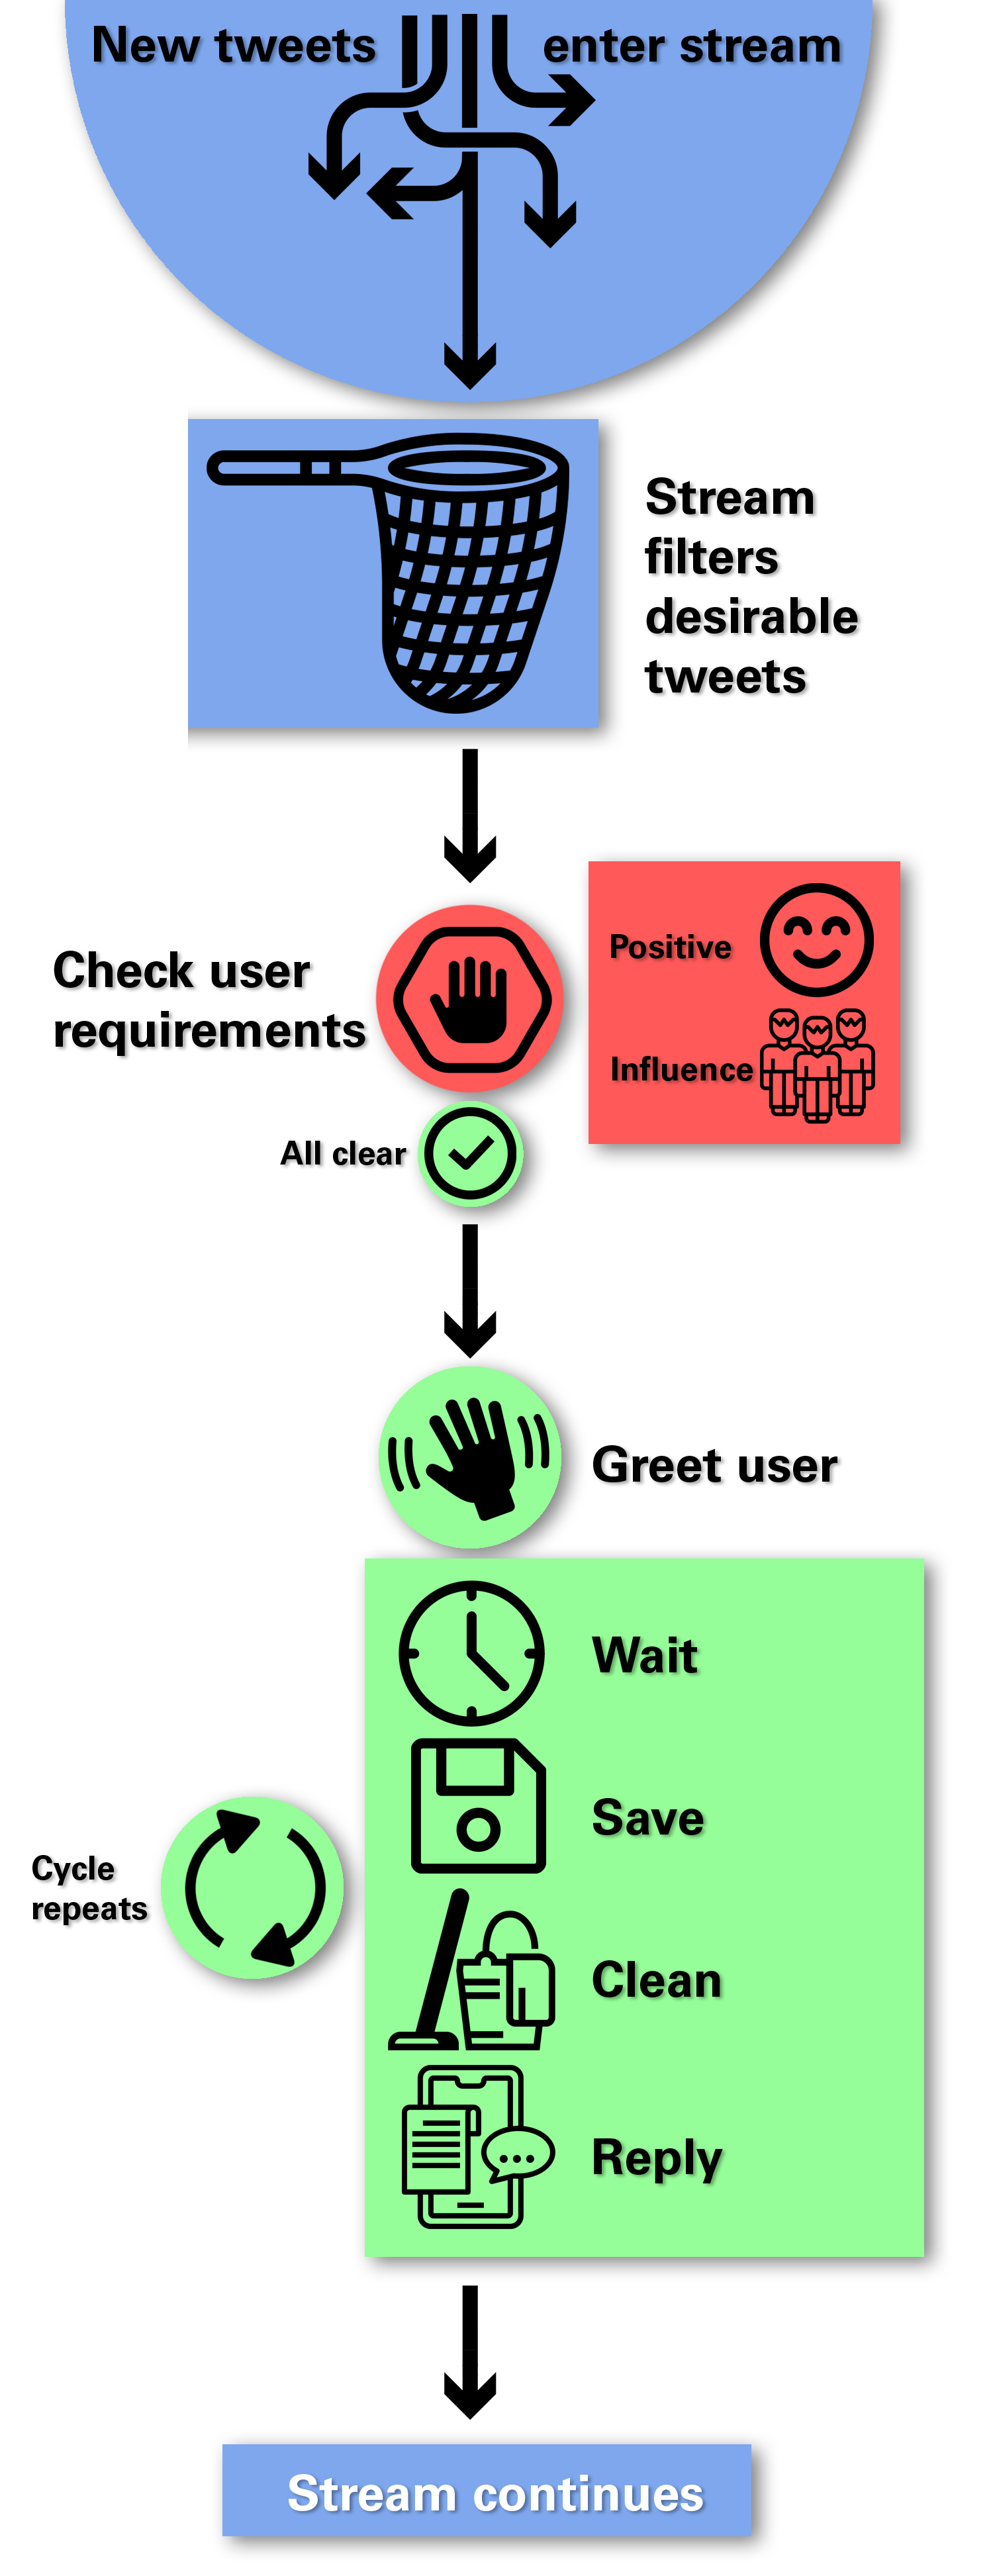 New tweets enter stream
Stream
filters
desirable
tweets
Check user
requirements
Positive
Influence
All clear
Greet user
Wait
Save
Cycle
repeats
Clean
Reply
Stream continues